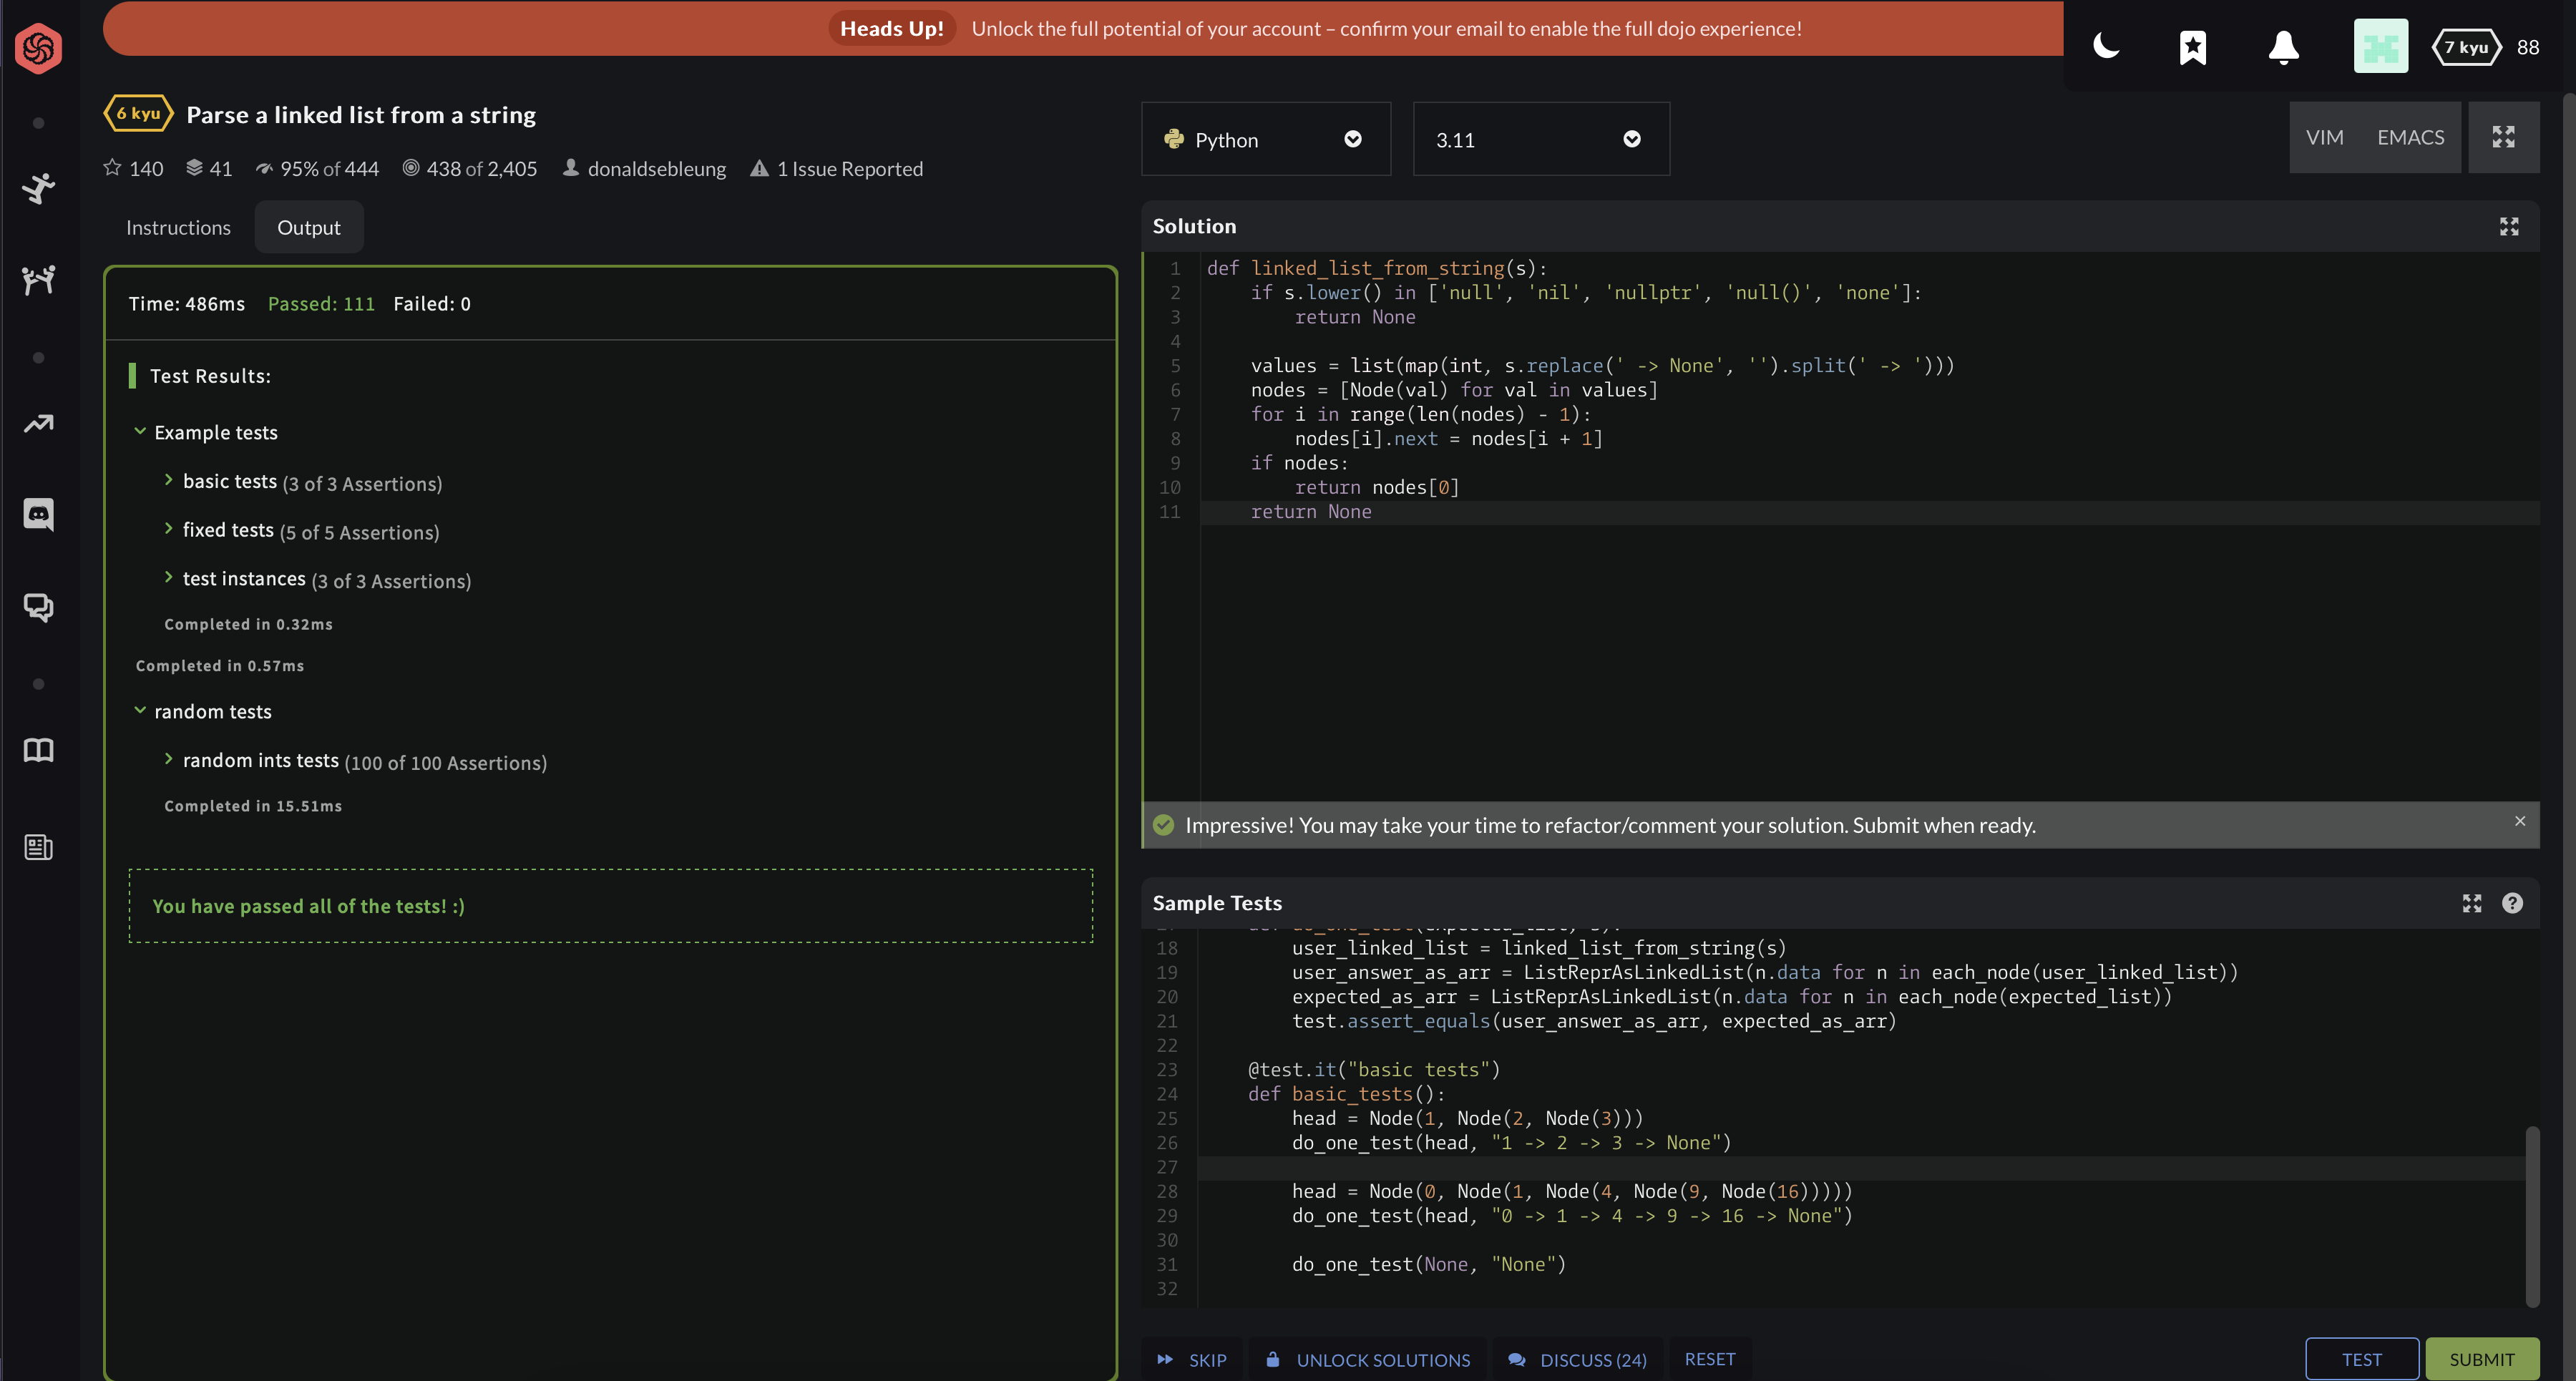 Heads Up! Unlock the full potential of your account – confirm your email to enable the full dojo experience!
7 kyu 88
6 kyu Parse a linked list from a string
140 41 95% of 444 438 of 2,405 donaldsebleung 1 Issue Reported
Instructions Output
Time: 486ms Passed: 111 Failed: 0
Test Results:
Example tests
basic tests (3 of 3 Assertions)
fixed tests (5 of 5 Assertions)
test instances (3 of 3 Assertions)
Completed in 0.32ms
Completed in 0.57ms
random tests
random ints tests (100 of 100 Assertions)
Completed in 15.51ms
You have passed all of the tests! :)
Python 3.11 VIM EMACS
Solution
1 def linked_list_from_string(s):
2 if s.lower() in ['null', 'nil', 'nullptr', 'null()', 'none']:
3 return None
4
5 values = list(map(int, s.replace(' -> None', '').split(' -> ')))
6 nodes = [Node(val) for val in values]
7 for i in range(len(nodes) - 1):
8 nodes[i].next = nodes[i + 1]
9 if nodes:
10 return nodes[0]
11 return None
Impressive! You may take your time to refactor/comment your solution. Submit when ready.
Sample Tests
18 user_linked_list = linked_list_from_string(s)
19 user_answer_as_arr = ListReprAsLinkedList(n.data for n in each_node(user_linked_list))
20 expected_as_arr = ListReprAsLinkedList(n.data for n in each_node(expected_list))
21 test.assert_equals(user_answer_as_arr, expected_as_arr)
22
23 @test.it("basic tests")
24 def basic_tests():
25 head = Node(1, Node(2, Node(3)))
26 do_one_test(head, "1 -> 2 -> 3 -> None")
27
28 head = Node(0, Node(1, Node(4, Node(9, Node(16)))))
29 do_one_test(head, "0 -> 1 -> 4 -> 9 -> 16 -> None")
30
31 do_one_test(None, "None")
32
SKIP UNLOCK SOLUTIONS DISCUSS (24) RESET TEST SUBMIT